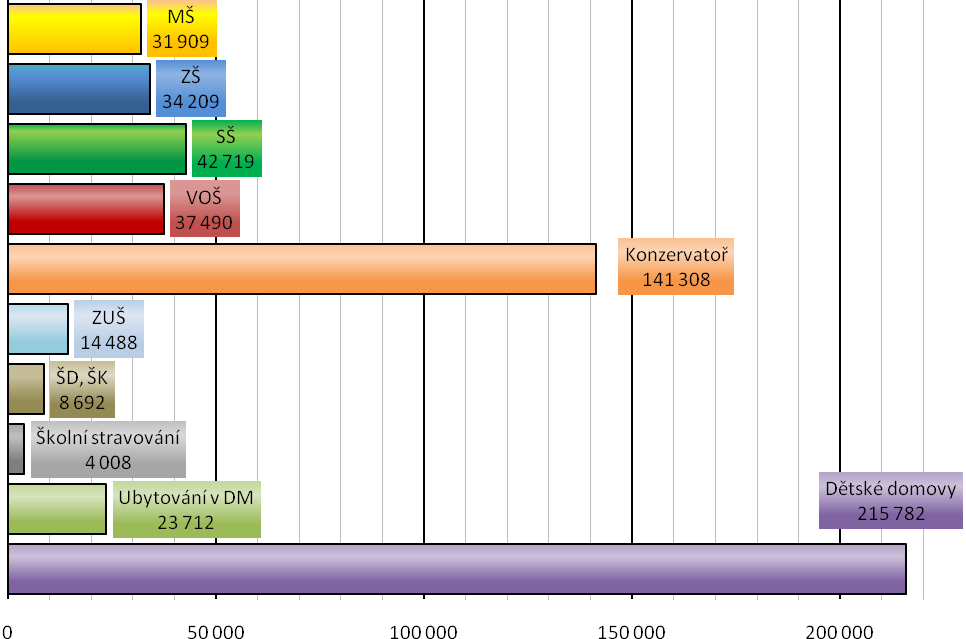 MŠ
31 909
ZŠ
34 209
SŠ
42 719
VOŠ
37 490
Konzervatoř
141 308
ZUŠ
14 488
ŠD, ŠK
8 692
Školní stravování
4 008
Ubytování v DM
23 712
Dětské domovy
215 782
0 50 000 100 000 150 000 200 000